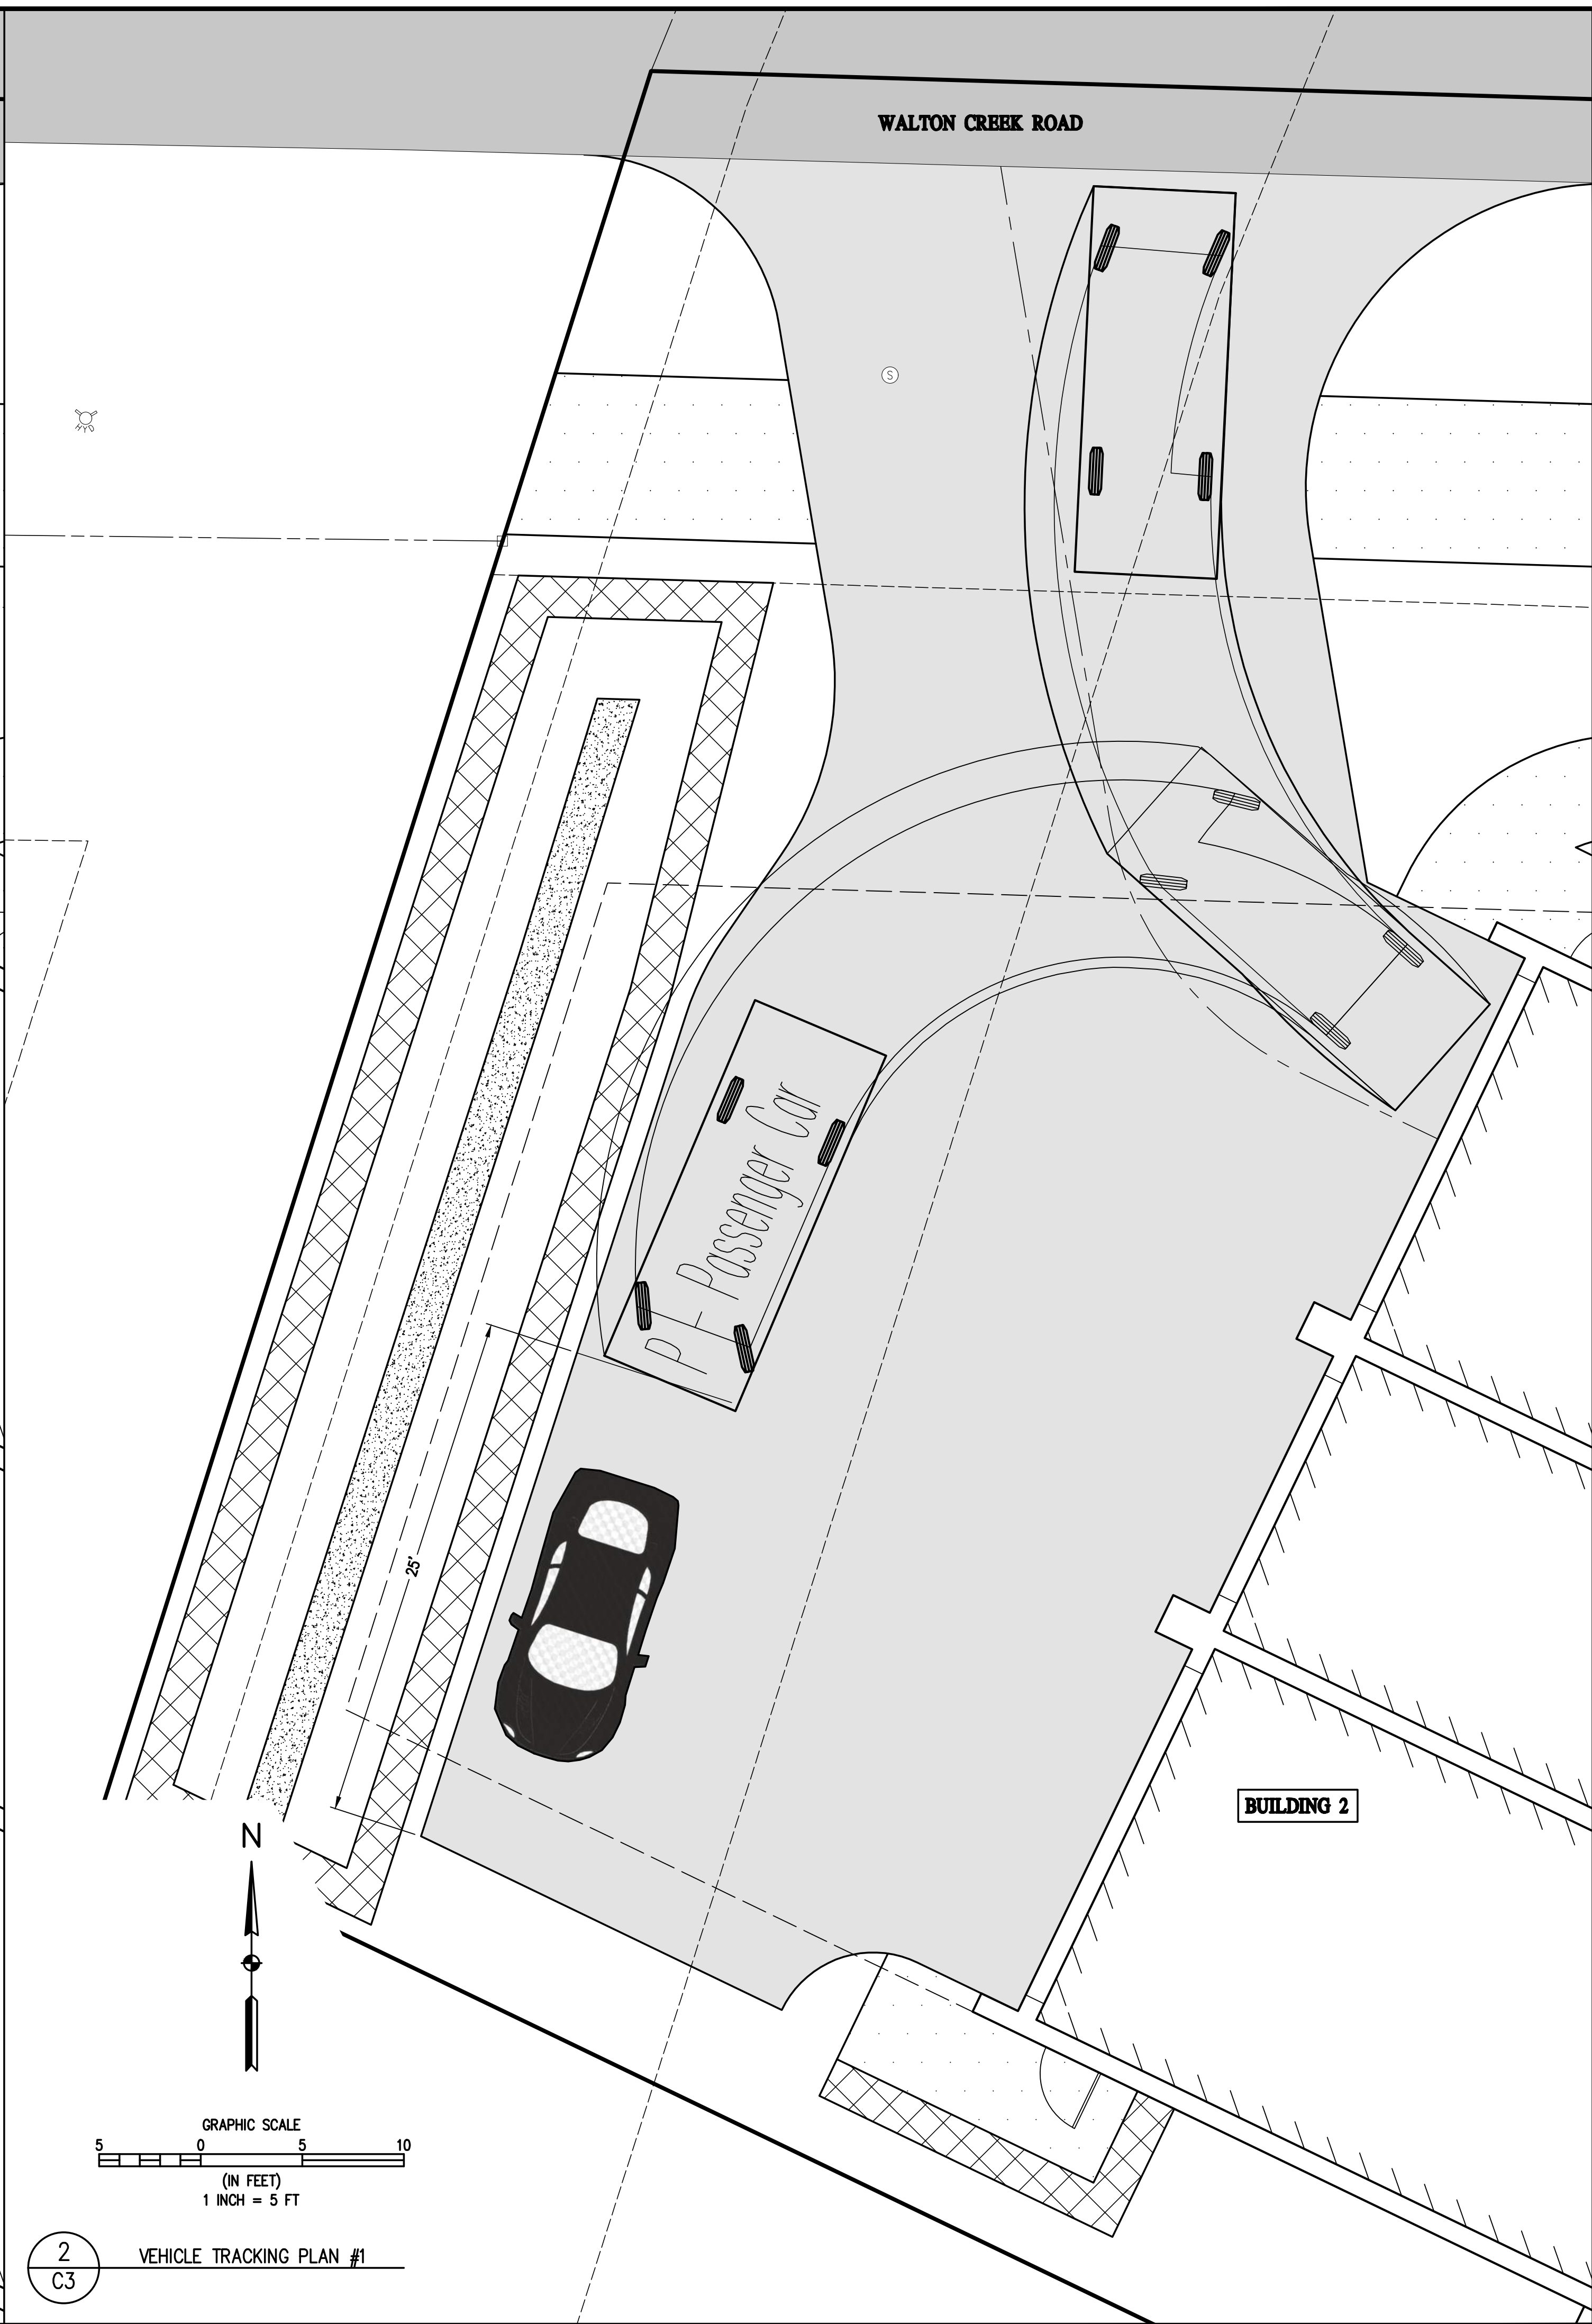 WALTON CREEK ROAD
S
P - Passenger Car
25'
BUILDING 2
N
GRAPHIC SCALE
5 0 5 10
(IN FEET)
1 INCH = 5 FT
2
C3
VEHICLE TRACKING PLAN #1